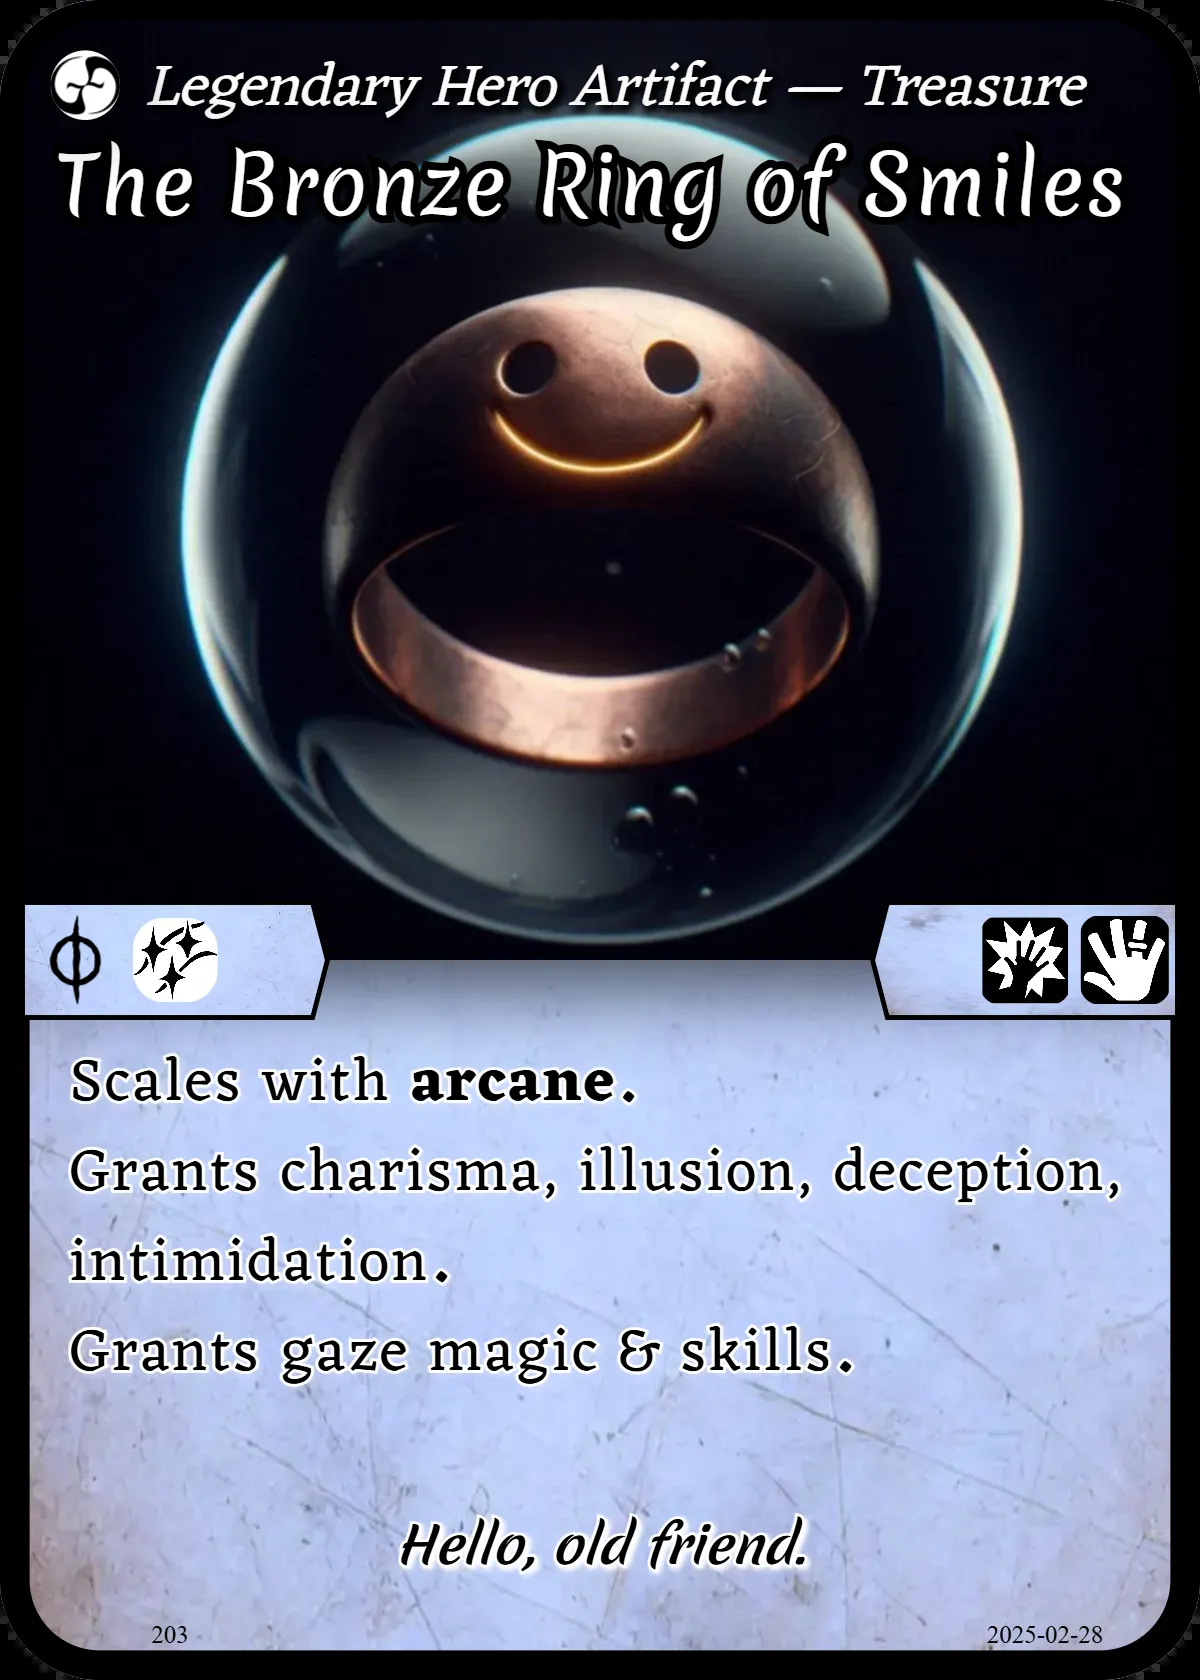 Legendary Hero Artifact — Treasure
The Bronze Ring of Smiles
Scales with arcane.
Grants charisma, illusion, deception,
intimidation.
Grants gaze magic & skills.
Hello, old friend.
203
2025-02-28